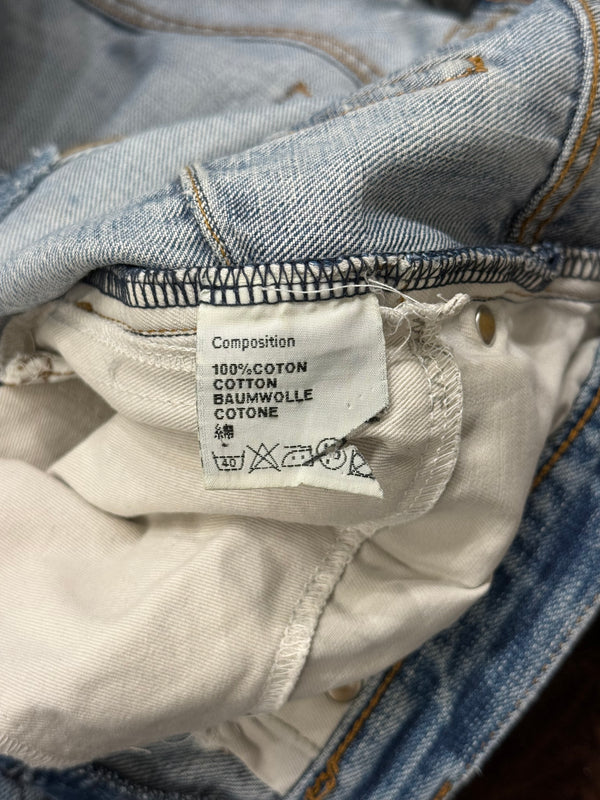 Composition
100%COTON
COTTON
BAUMWOLLE
COTONE
綿
40